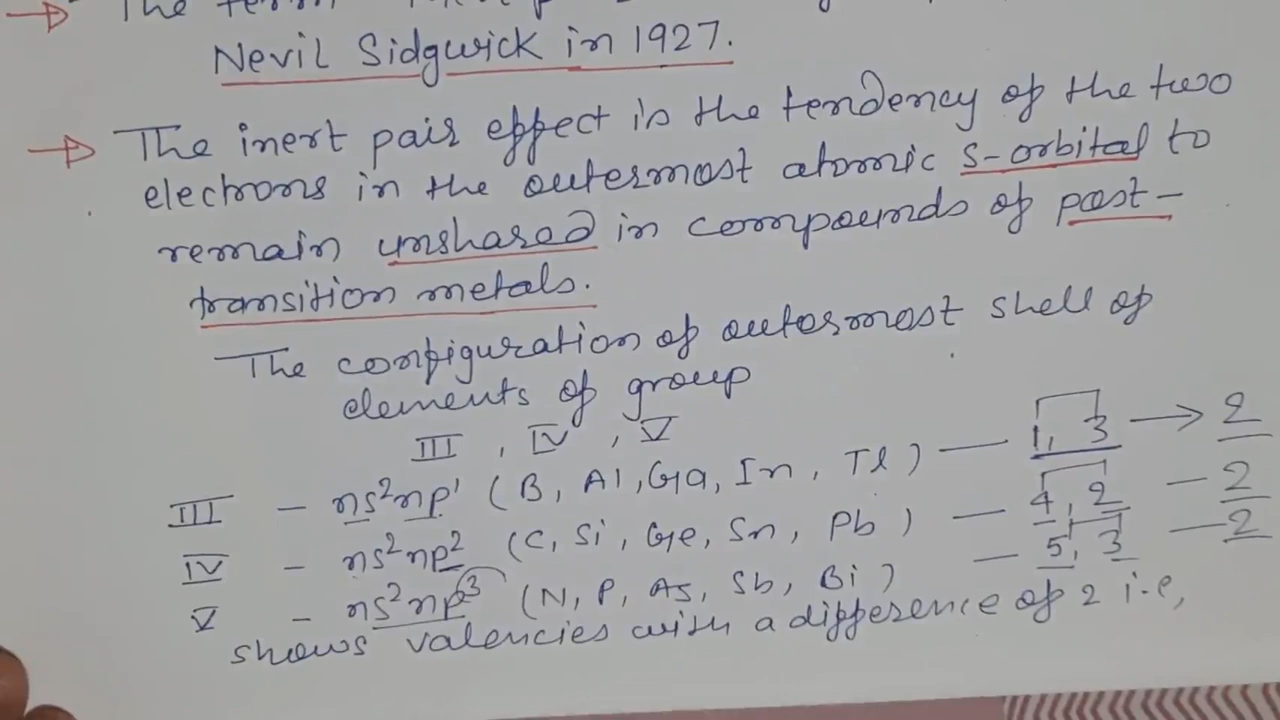 The term
Nevil Sidgwick in 1927.
The inert pair effect is the tendency of the two
electrons in the outermost atomic s-orbital to
remain unshared in compounds of post-
transition metals.
The configuration of outermost shell of
elements of group
III , IV , V
III - ns²np¹ (B, Al, Ga, In, Tl) — 1, 3 → 2
IV - ns²np² (C, Si, Ge, Sn, Pb) — 4, 2 - 2
V - ns²np³ (N, P, As, Sb, Bi) — 5, 3 - 2
shows valencies with a difference of 2 i.e,